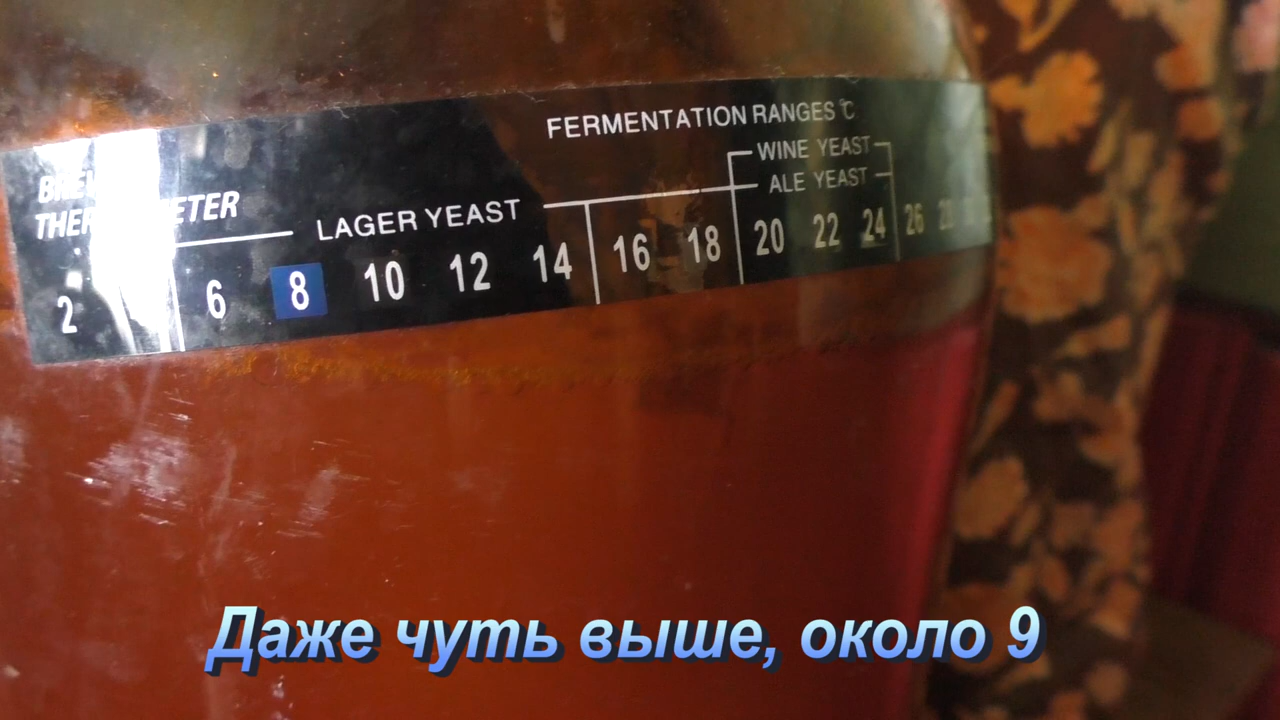 FERMENTATION RANGES °C
WINE YEAST
ALE YEAST
LAGER YEAST
2 6 8 10 12 14 16 18 20 22 24 26
Даже чуть выше, около 9